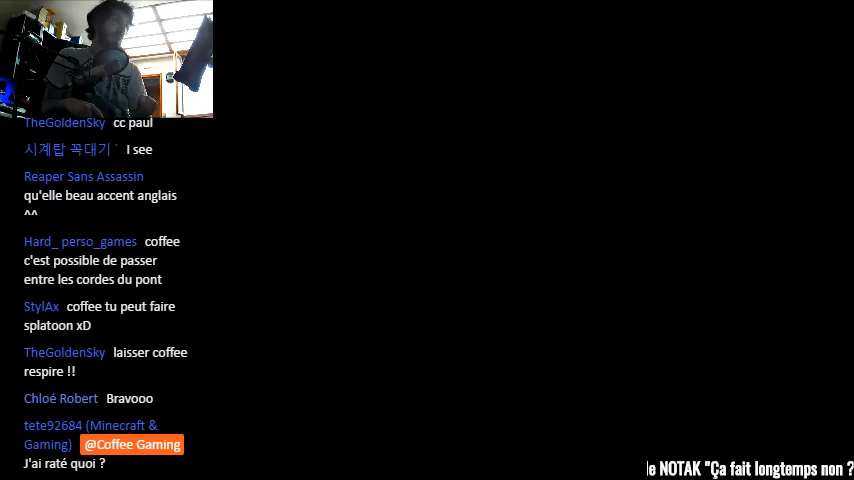 TheGoldenSky cc paul
시계탑 꼭대기` I see
Reaper Sans Assassin
qu'elle beau accent anglais
^^
Hard_ perso_games coffee
c'est possible de passer
entre les cordes du pont
StylAx coffee tu peut faire
splatoon xD
TheGoldenSky laisser coffee
respire !!
Chloé Robert Bravooo
tete92684 (Minecraft &
Gaming) @Coffee Gaming
J'ai raté quoi ?
le NOTAK "Ça fait longtemps non ?